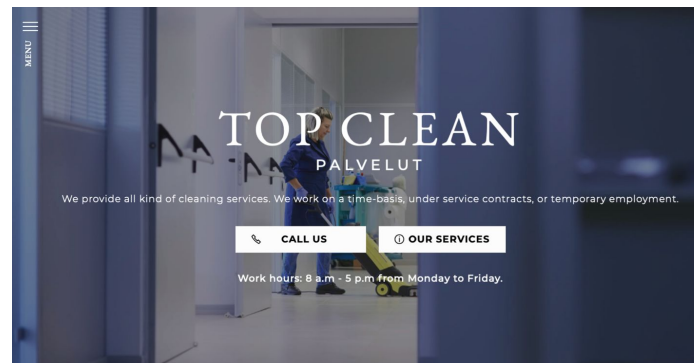 MENU
TOP CLEAN
PALVELUT
We provide all kind of cleaning services. We work on a time-basis, under service contracts, or temporary employment.
CALL US
OUR SERVICES
Work hours: 8 a.m - 5 p.m from Monday to Friday.